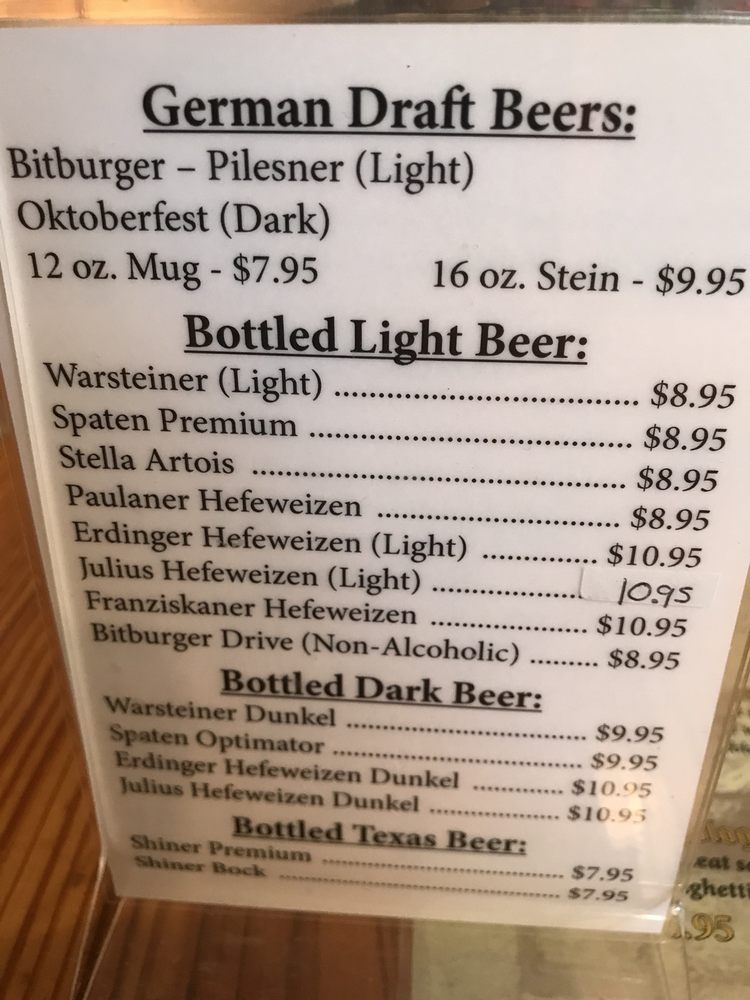 German Draft Beers:
Bitburger – Pilesner (Light)
Oktoberfest (Dark)
12 oz. Mug - $7.95 16 oz. Stein - $9.95
Bottled Light Beer:
Warsteiner (Light) .................................... $8.95
Spaten Premium ...................................... $8.95
Stella Artois ............................................ $8.95
Paulaner Hefeweizen ............................. $8.95
Erdinger Hefeweizen (Light) .............. $10.95
Julius Hefeweizen (Light) .................. 10.95
Franziskaner Hefeweizen .................... $10.95
Bitburger Drive (Non-Alcoholic) ......... $8.95
Bottled Dark Beer:
Warsteiner Dunkel .................................. $9.95
Spaten Optimator ..................................... $9.95
Erdinger Hefeweizen Dunkel ............. $10.95
Julius Hefeweizen Dunkel .................... $10.95
Bottled Texas Beer:
Shiner Premium ..................................... $7.95
Shiner Bock ............................................ $7.95